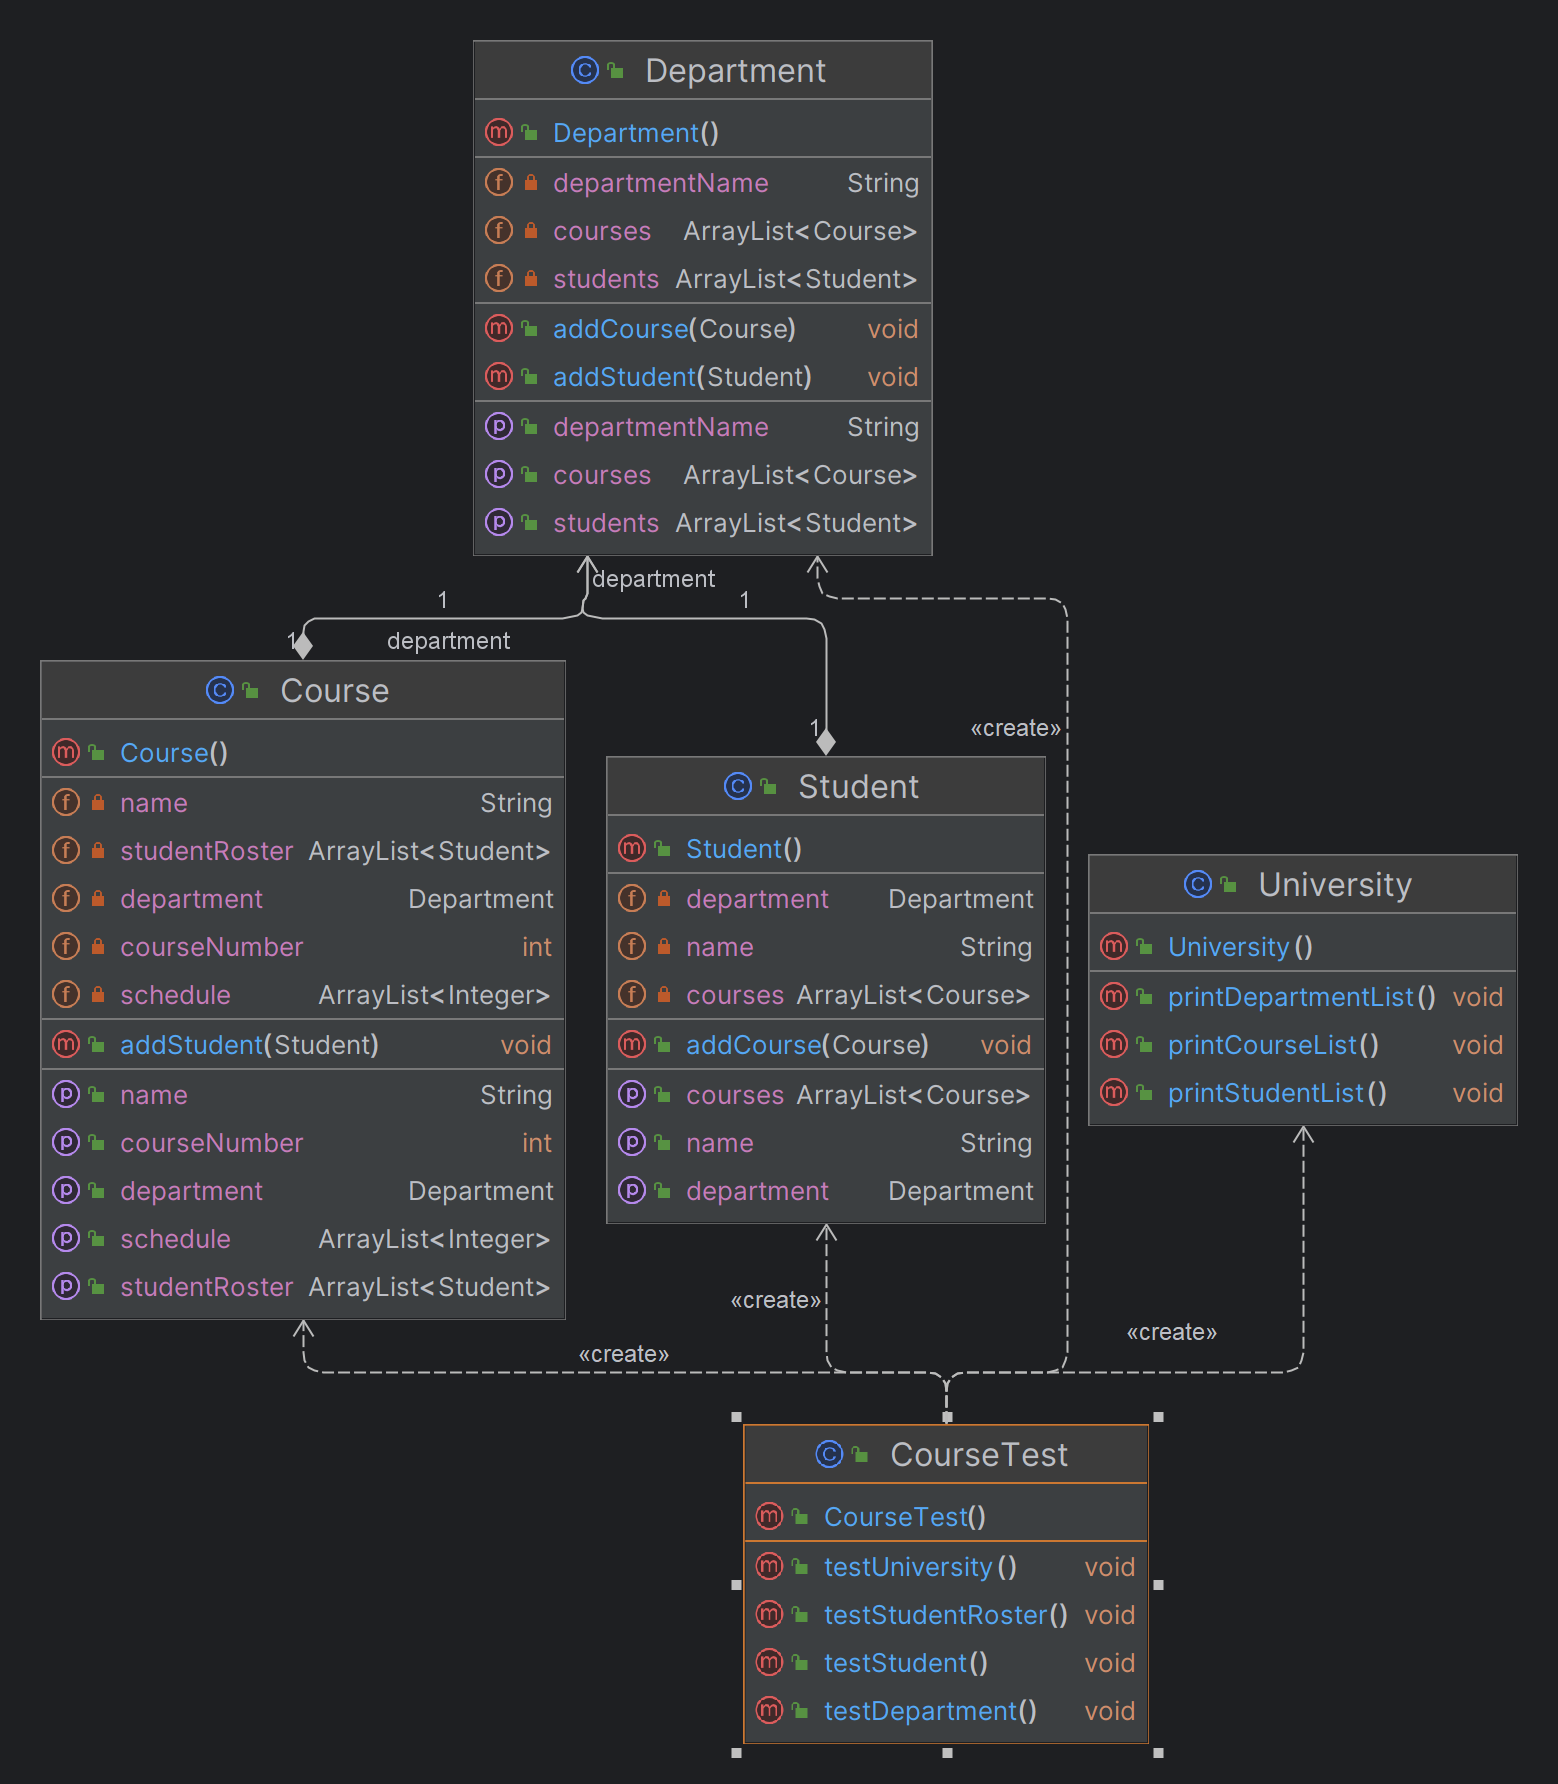 Department
Department()
departmentName String
courses ArrayList<Course>
students ArrayList<Student>
addCourse(Course) void
addStudent(Student) void
departmentName String
courses ArrayList<Course>
students ArrayList<Student>
department
1
1
1
department
Course
Course()
name String
studentRoster ArrayList<Student>
department Department
courseNumber int
schedule ArrayList<Integer>
addStudent(Student) void
name String
courseNumber int
department Department
schedule ArrayList<Integer>
studentRoster ArrayList<Student>
1
«create»
Student
Student()
department Department
name String
courses ArrayList<Course>
addCourse(Course) void
courses ArrayList<Course>
name String
department Department
University
University()
printDepartmentList() void
printCourseList() void
printStudentList() void
«create»
«create»
«create»
CourseTest
CourseTest()
testUniversity() void
testStudentRoster() void
testStudent() void
testDepartment() void